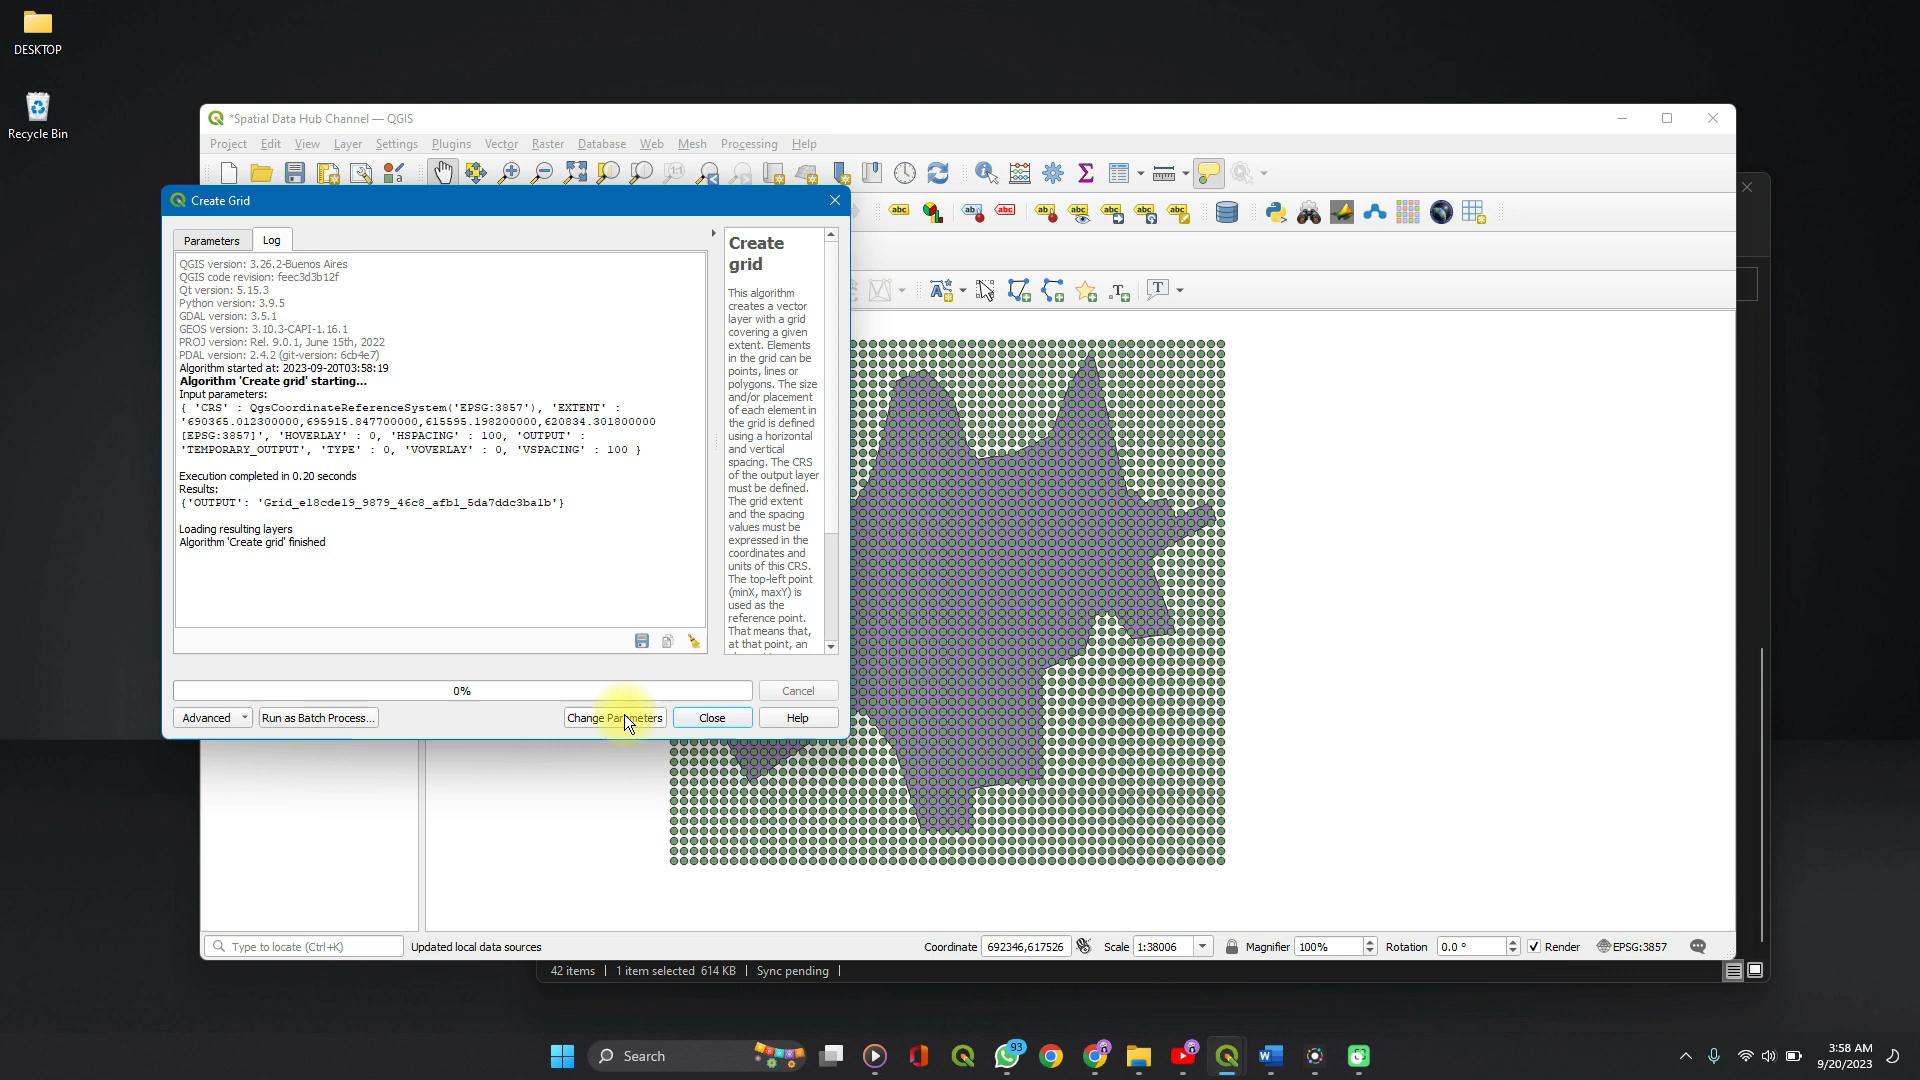 DESKTOP
Recycle Bin
*Spatial Data Hub Channel — QGIS
Project Edit View Layer Settings Plugins Vector Raster Database Web Mesh Processing Help
Create Grid
Parameters Log
QGIS version: 3.26.2-Buenos Aires
QGIS code revision: feec3d3b12f
Qt version: 5.15.3
Python version: 3.9.5
GDAL version: 3.5.1
GEOS version: 3.10.3-CAPI-1.16.1
PROJ version: Rel. 9.0.1, June 15th, 2022
PDAL version: 2.4.2 (git-version: 6cb4e7)
Algorithm started at: 2023-09-20T03:58:19
Algorithm 'Create grid' starting...
Input parameters:
{ 'CRS' : QgsCoordinateReferenceSystem('EPSG:3857'), 'EXTENT' :
'690365.012300000,695915.847700000,615595.198200000,620834.301800000
[EPSG:3857]', 'HOVERLAY' : 0, 'HSPACING' : 100, 'OUTPUT' :
'TEMPORARY_OUTPUT', 'TYPE' : 0, 'VOVERLAY' : 0, 'VSPACING' : 100 }
Execution completed in 0.20 seconds
Results:
{'OUTPUT': 'Grid_e18cde19_9879_46c8_afb1_5da7ddc3ba1b'}
Loading resulting layers
Algorithm 'Create grid' finished
Create
grid
This algorithm
creates a vector
layer with a grid
covering a given
extent. Elements
in the grid can be
points, lines or
polygons. The size
and/or placement
of each element in
the grid is defined
using a horizontal
and vertical
spacing. The CRS
of the output layer
must be defined.
The grid extent
and the spacing
values must be
expressed in the
coordinates and
units of this CRS.
The top-left point
(minX, maxY) is
used as the
reference point.
That means that,
at that point, an
0% Cancel
Advanced Run as Batch Process... Change Parameters Close Help
abc abc abc abc abc abc abc abc
Type to locate (Ctrl+K) Updated local data sources Coordinate 692346,617526 Scale 1:38006 Magnifier 100% Rotation 0.0 ° Render EPSG:3857
42 items 1 item selected 614 KB Sync pending
Search 93 3:58 AM
9/20/2023